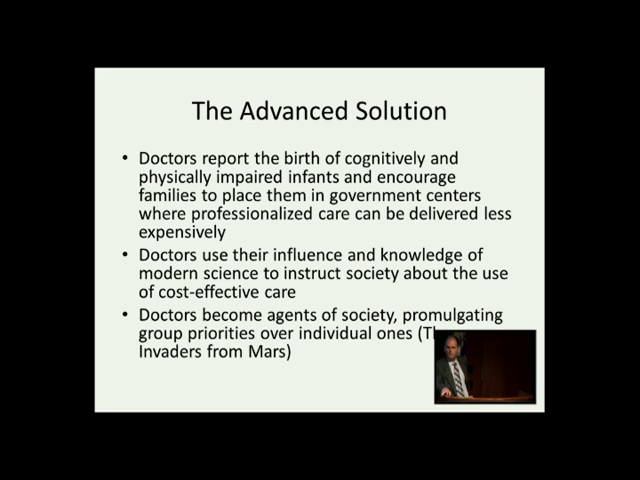 The Advanced Solution
• Doctors report the birth of cognitively and
physically impaired infants and encourage
families to place them in government centers
where professionalized care can be delivered less
expensively
• Doctors use their influence and knowledge of
modern science to instruct society about the use
of cost-effective care
• Doctors become agents of society, promulgating
group priorities over individual ones (
Invaders from Mars)